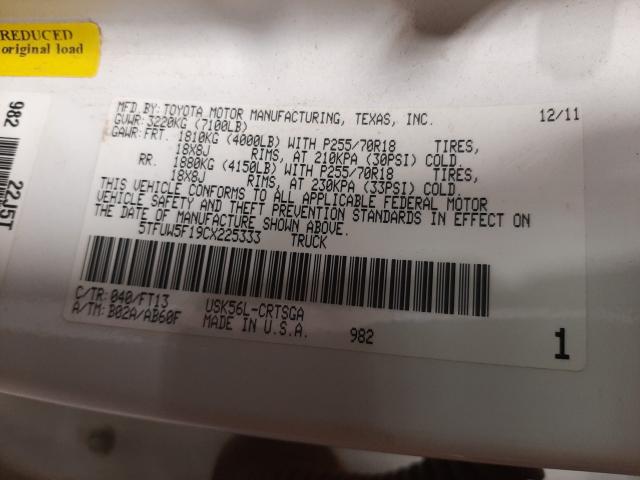 REDUCED
original load
982 2225T
MFD BY: TOYOTA MOTOR MANUFACTURING, TEXAS, INC. 12/11
GVWR: 3220KG (7100LB)
GAWR: FRT. 1810KG (4000LB) WITH P255/70R18 TIRES,
18X8J RIMS, AT 210KPA (30PSI) COLD.
RR. 1880KG (4150LB) WITH P255/70R18 TIRES,
18X8J RIMS, AT 230KPA (33PSI) COLD.
THIS VEHICLE CONFORMS TO ALL APPLICABLE FEDERAL MOTOR
VEHICLE SAFETY AND THEFT PREVENTION STANDARDS IN EFFECT ON
THE DATE OF MANUFACTURE SHOWN ABOVE.
5TFUW5F19CX225333 TRUCK
C/TR: 040/FT13 USK56L-CRTSGA
A/TM: B02A/AB60F MADE IN U.S.A. 982 1